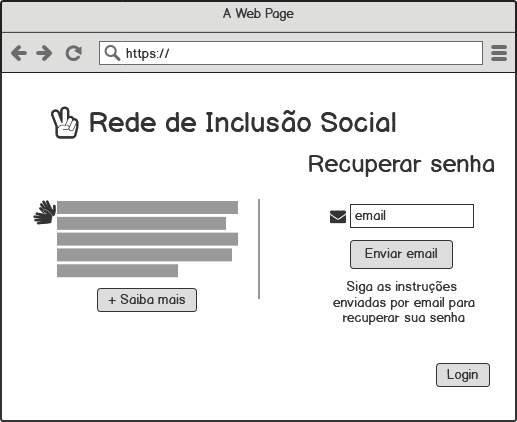 A Web Page
https://
Rede de Inclusão Social
Recuperar senha
email
Enviar email
+ Saiba mais
Siga as instruções
enviadas por email para
recuperar sua senha
Login